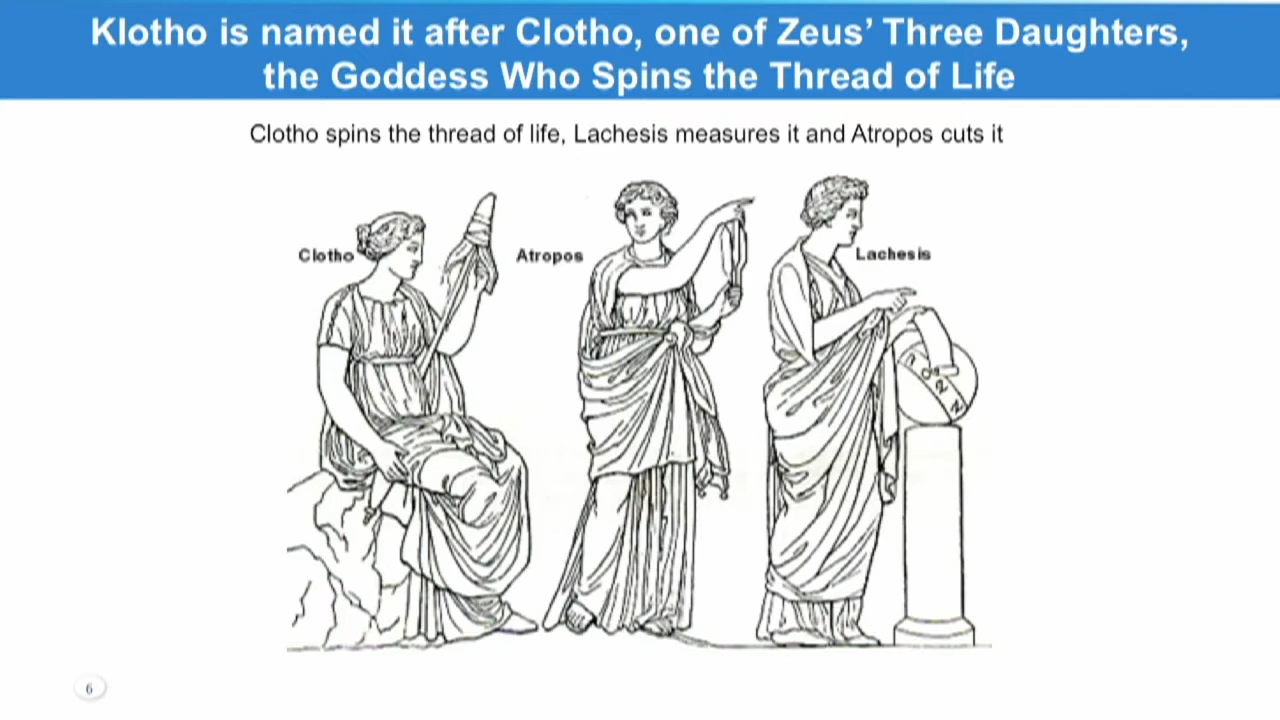 Klotho is named it after Clotho, one of Zeus’ Three Daughters,
the Goddess Who Spins the Thread of Life
Clotho spins the thread of life, Lachesis measures it and Atropos cuts it
Clotho
Atropos
Lachesis
6